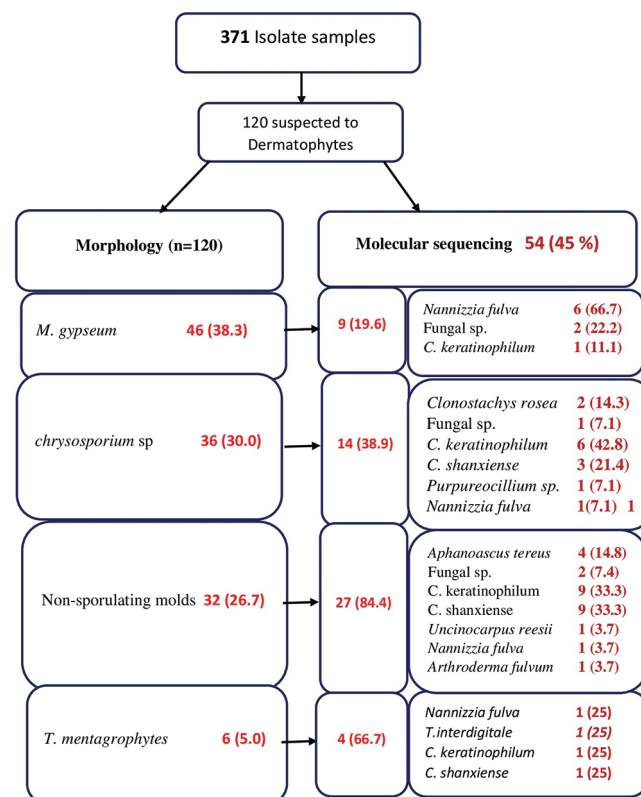 371 Isolate samples
120 suspected to
Dermatophytes
Morphology (n=120)
Molecular sequencing 54 (45 %)
M. gypseum 46 (38.3)
9 (19.6)
Nannizzia fulva 6 (66.7)
Fungal sp. 2 (22.2)
C. keratinophilum 1 (11.1)
chrysosporium sp 36 (30.0)
14 (38.9)
Clonostachys rosea 2 (14.3)
Fungal sp. 1 (7.1)
C. keratinophilum 6 (42.8)
C. shanxiense 3 (21.4)
Purpureocillium sp. 1 (7.1)
Nannizzia fulva 1(7.1) 1
Non-sporulating molds 32 (26.7)
27 (84.4)
Aphanoascus tereus 4 (14.8)
Fungal sp. 2 (7.4)
C. keratinophilum 9 (33.3)
C. shanxiense 9 (33.3)
Uncinocarpus reesii 1 (3.7)
Nannizzia fulva 1 (3.7)
Arthroderma fulvum 1 (3.7)
T. mentagrophytes 6 (5.0)
4 (66.7)
Nannizzia fulva 1 (25)
T.interdigitale 1 (25)
C. keratinophilum 1 (25)
C. shanxiense 1 (25)